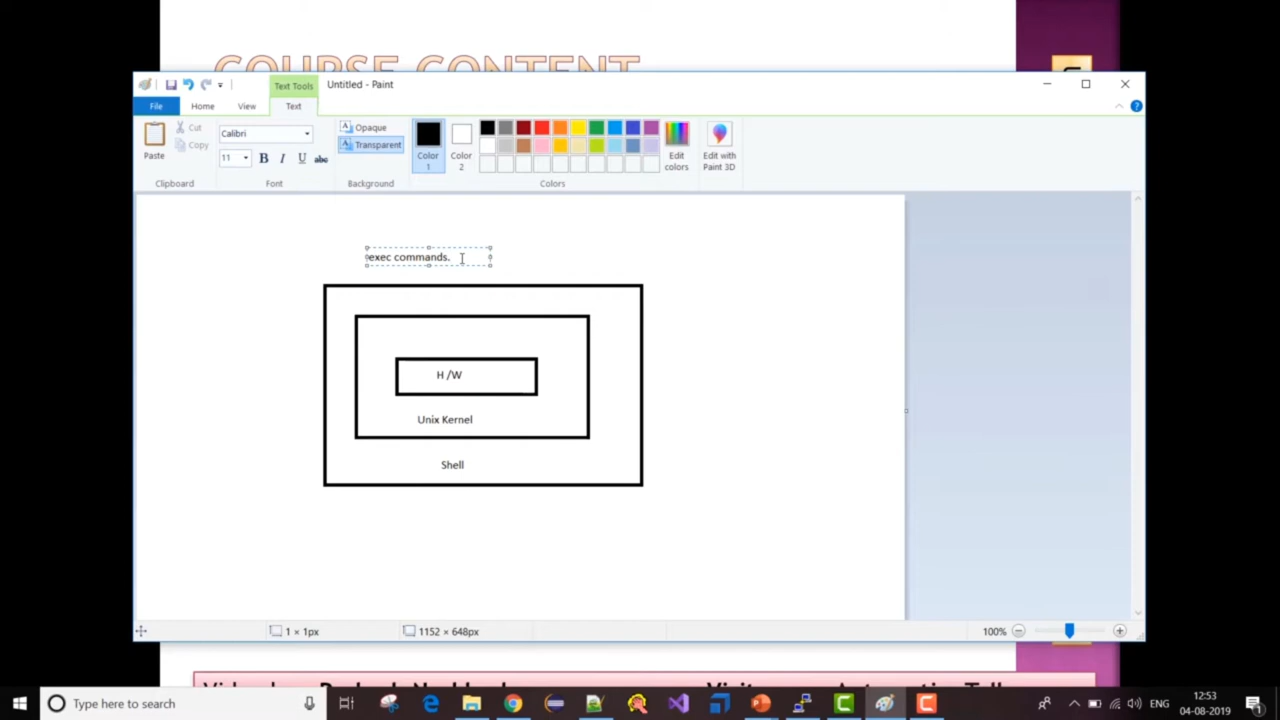 COURSE CONTENT
Text Tools
Untitled - Paint
File
Home
View
Text
Paste
Cut
Copy
Clipboard
Calibri
11
B I U abc
Font
Opaque
Transparent
Background
Color 1
Color 2
Edit colors
Colors
Edit with Paint 3D
exec commands.
H /W
Unix Kernel
Shell
1 × 1px
1152 × 648px
100%
Type here to search
ENG
12:53
04-08-2019